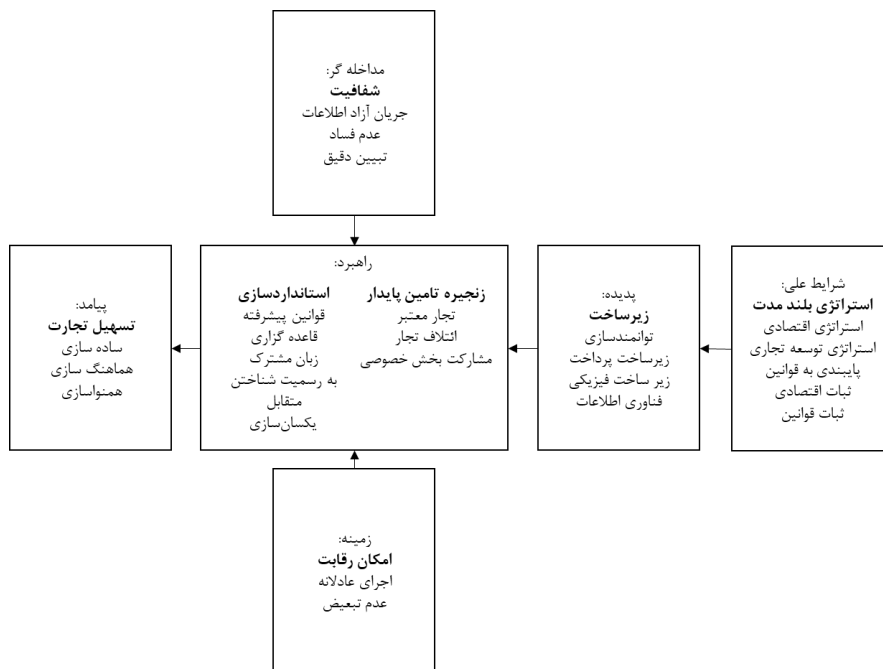 مداخله گر:
شفافیت
جریان آزاد اطلاعات
عدم فساد
تبیین دقیق
شرایط علی:
استراتژی بلند مدت
استراتژی اقتصادی
استراتژی توسعه تجاری
پایبندی به قوانین
ثبات اقتصادی
ثبات قوانین
پدیده:
زیرساخت
توانمندسازی
زیرساخت پرداخت
زیر ساخت فیزیکی
فناوری اطلاعات
راهبرد:
زنجیره تامین پایدار
تجار معتبر
ائتلاف تجار
مشارکت بخش خصوصی
استانداردسازی
قوانین پیشرفته
قاعده گزاری
زبان مشترک
به رسمیت شناختن
متقابل
یکسان‌سازی
پیامد:
تسهیل تجارت
ساده سازی
هماهنگ سازی
همنواسازی
زمینه:
امکان رقابت
اجرای عادلانه
عدم تبعیض